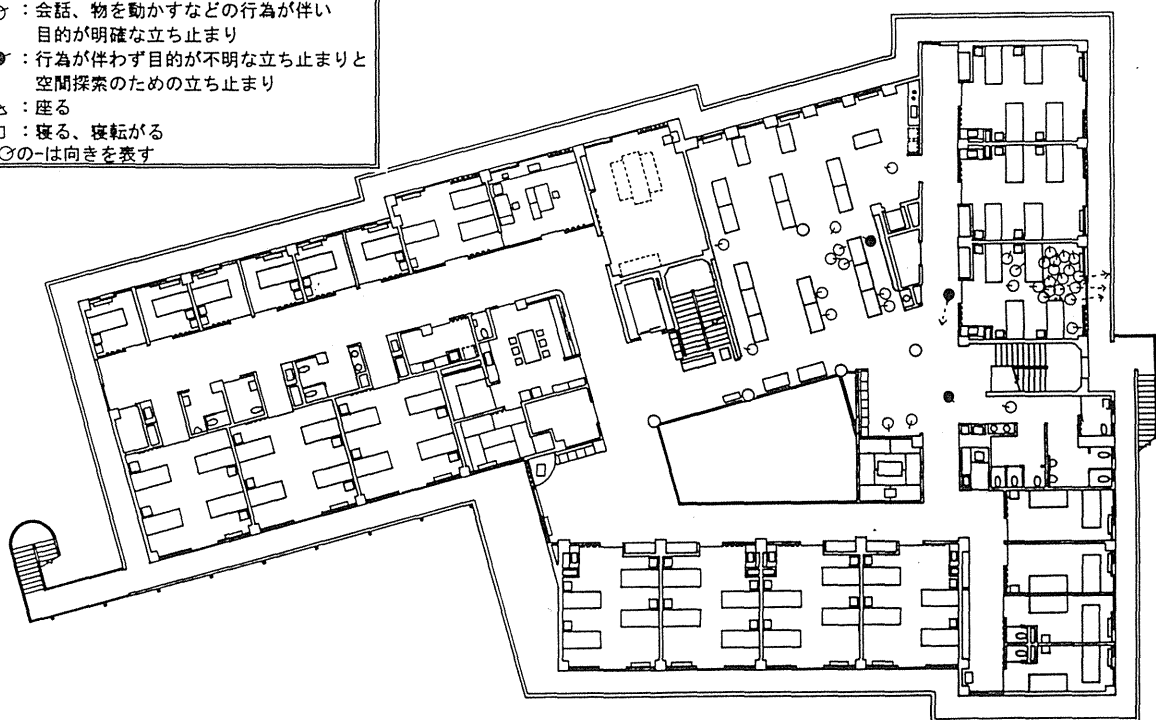 ：会話、物を動かすなどの行為が伴い
目的が明確な立ち止まり
：行為が伴わず目的が不明な立ち止まりと
空間探索のための立ち止まり
：座る
：寝る、寝転がる
の-は向きを表す